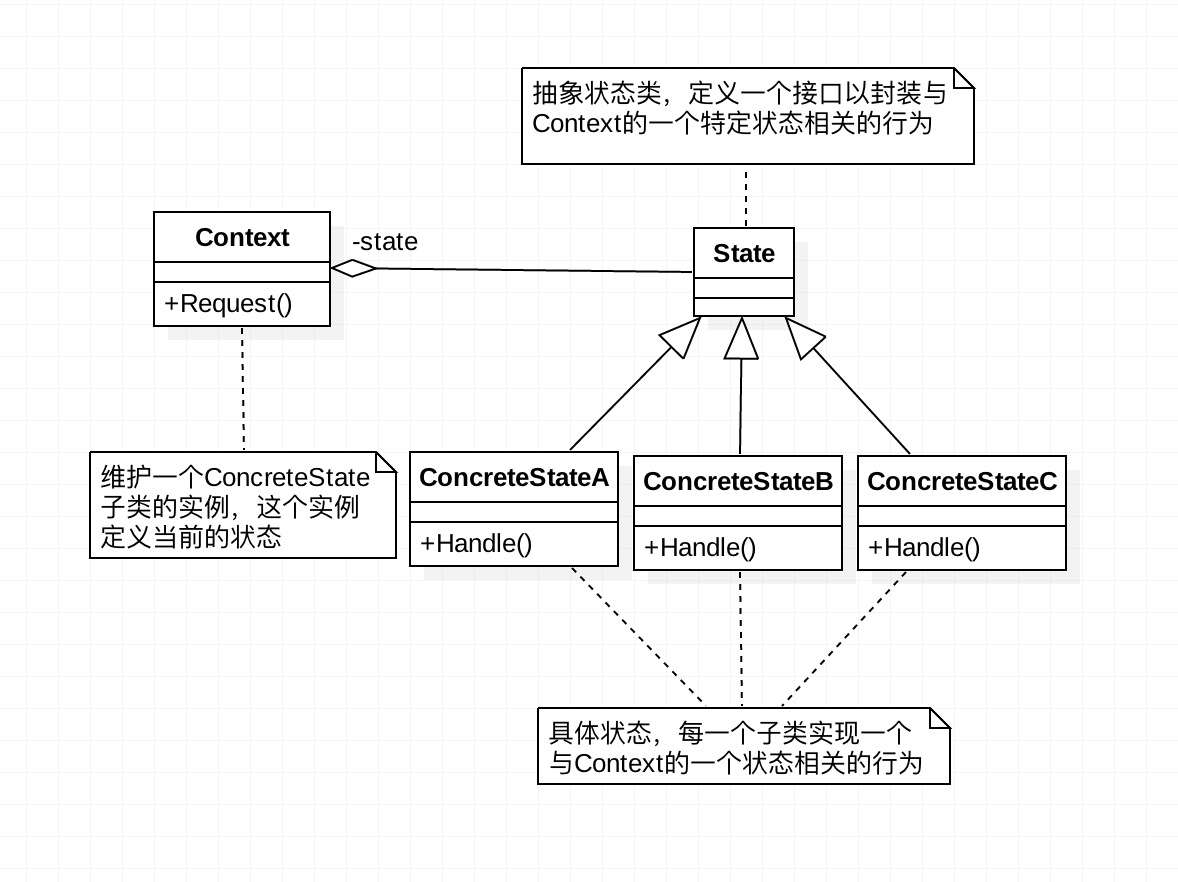 抽象状态类，定义一个接口以封装与
Context的一个特定状态相关的行为
Context
-state
State
+Request()
维护一个ConcreteState
子类的实例，这个实例
定义当前的状态
ConcreteStateA
+Handle()
ConcreteStateB
+Handle()
ConcreteStateC
+Handle()
具体状态，每一个子类实现一个
与Context的一个状态相关的行为